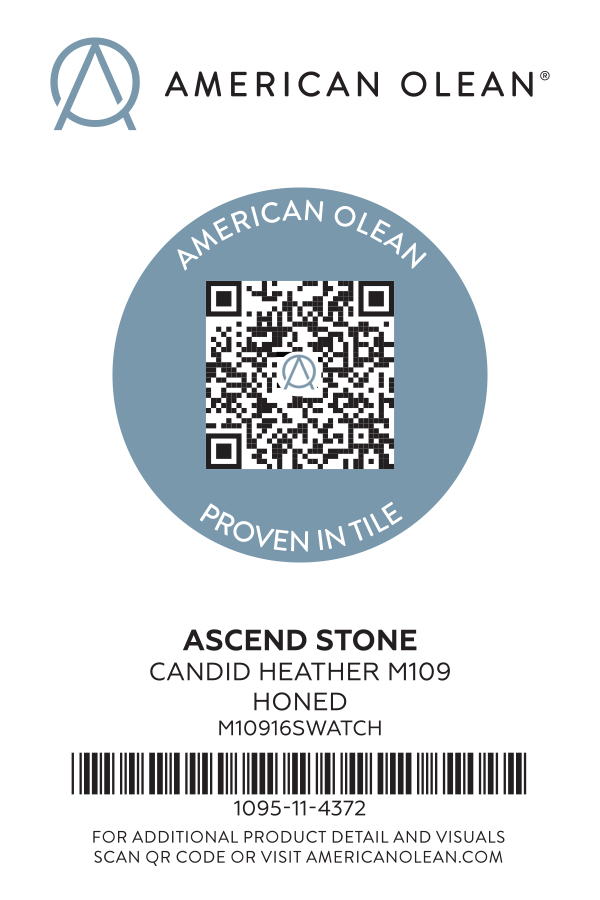 AMERICAN OLEAN®
AMERICAN OLEAN
PROVEN IN TILE
ASCEND STONE
CANDID HEATHER M109
HONED
M10916SWATCH
1095-11-4372
FOR ADDITIONAL PRODUCT DETAIL AND VISUALS
SCAN QR CODE OR VISIT AMERICANOLEAN.COM